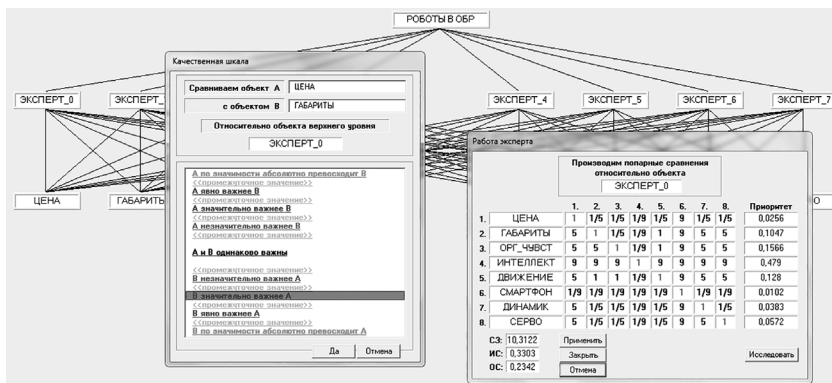 РОБОТЫ В ОБР
Качественная шкала
Сравниваем объект A ЦЕНА
с объектом B ГАБАРИТЫ
Относительно объекта верхнего уровня
ЭКСПЕРТ_0
A по значимости абсолютно превосходит B
<<промежуточное значение>>
A явно важнее B
<<промежуточное значение>>
A значительно важнее B
<<промежуточное значение>>
A незначительно важнее B
<<промежуточное значение>>
A и B одинаково важны
<<промежуточное значение>>
B незначительно важнее A
<<промежуточное значение>>
B значительно важнее A
<<промежуточное значение>>
B явно важнее A
<<промежуточное значение>>
B по значимости абсолютно превосходит A
Да Отмена
ЭКСПЕРТ_0 ЭКСПЕРТ_ ЭКСПЕРТ_4 ЭКСПЕРТ_5 ЭКСПЕРТ_6 ЭКСПЕРТ_7
ЦЕНА ГАБАРИТЫ О
Работа эксперта
Производим попарные сравнения
относительно объекта
ЭКСПЕРТ_0
1. 2. 3. 4. 5. 6. 7. 8. Приоритет
1. ЦЕНА 1 1/5 1/5 1/9 1/5 9 1/5 1/5 0,0256
2. ГАБАРИТЫ 5 1 1/5 1/9 1 9 5 5 0,1047
3. ОРГ_ЧУВСТ 5 5 1 1/9 1 9 5 5 0,1566
4. ИНТЕЛЛЕКТ 9 9 9 1 9 9 9 9 0,479
5. ДВИЖЕНИЕ 5 1 1 1/9 1 9 5 5 0,128
6. СМАРТФОН 1/9 1/9 1/9 1/9 1/9 1 1/9 1/9 0,0102
7. ДИНАМИК 5 1/5 1/5 1/9 1/5 9 1 1/5 0,0383
8. СЕРВО 5 1/5 1/5 1/9 1/5 9 5 1 0,0572
СЗ: 10,3122 Применить
ИС: 0,3303 Закрыть Исследовать
ОС: 0,2342 Отмена